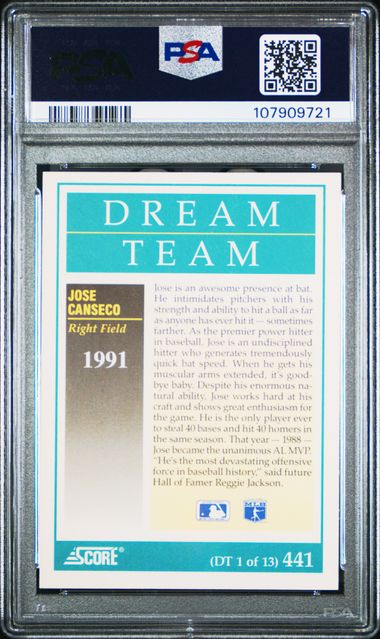 PSA
PSA
107909721
DREAM
TEAM
JOSE
CANSECO
Right Field
1991
Jose is an awesome presence at bat.
He intimidates pitchers with his
strength and ability to hit a ball as far
as anyone has ever hit it — sometimes
farther. As the premier power hitter
in baseball, Jose is an undisciplined
hitter who generates tremendously
quick bat speed. When he gets his
muscular arms extended, it's good-
bye baby. Despite his enormous na-
tural ability, Jose works hard at his
craft and shows great enthusiasm for
the game. He is the only player ever
to steal 40 bases and hit 40 homers in
the same season. That year — 1988 —
Jose became the unanimous AL MVP.
"He's the most devastating offensive
force in baseball history," said future
Hall of Famer Reggie Jackson.
MLB
SCORE®
(DT 1 of 13) 441
PSA